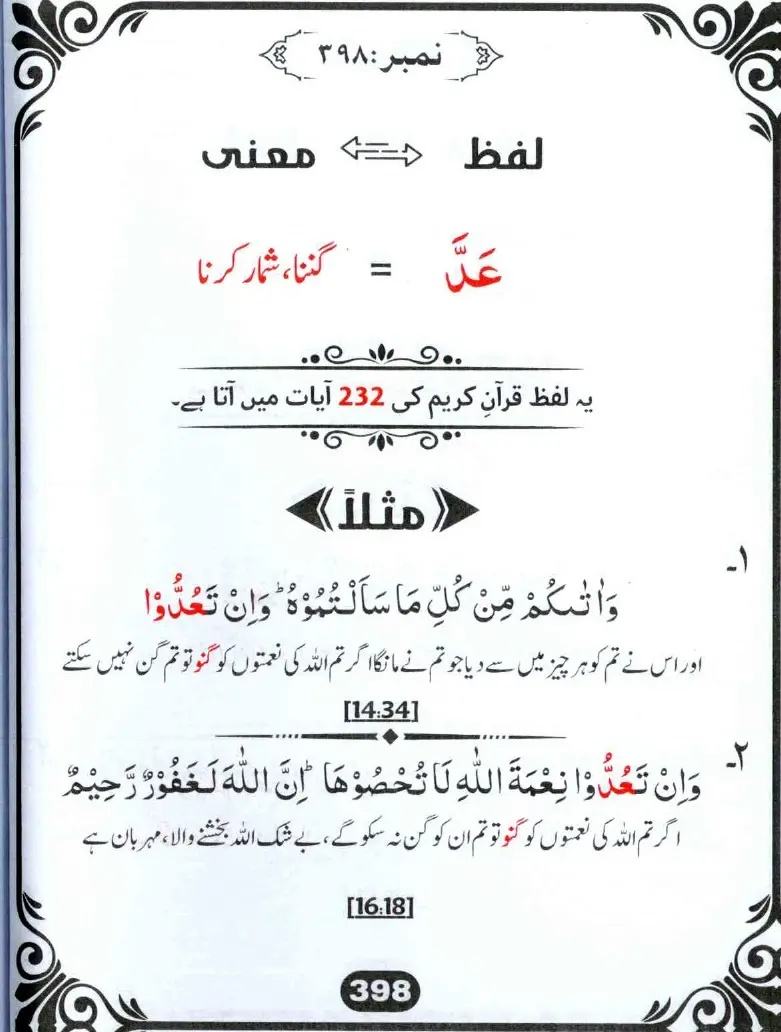 نمبر:۳۹۸
لفظ معنی
عَدَّ = گننا، شمار کرنا
یہ لفظ قرآنِ کریم کی 232 آیات میں آتا ہے۔
مثلاً
۱۔
وَاٰتٰىكُمْ مِّنْ كُلِّ مَا سَاَلْتُمُوْهُ ؕ وَاِنْ تَعُدُّوْا
اور اس نے تم کو ہر چیز میں سے دیا جو تم نے مانگا اگر تم اللہ کی نعمتوں کو گنو تو تم گن نہیں سکتے
[14:34]
۲۔
وَاِنْ تَعُدُّوْا نِعْمَةَ اللّٰهِ لَا تُحْصُوْهَا ؕ اِنَّ اللّٰهَ لَغَفُوْرٌ رَّحِيْمٌ
اگر تم اللہ کی نعمتوں کو گنو تو تم ان کو گن نہ سکو گے، بے شک اللہ بخشنے والا، مہربان ہے
[16:18]
398